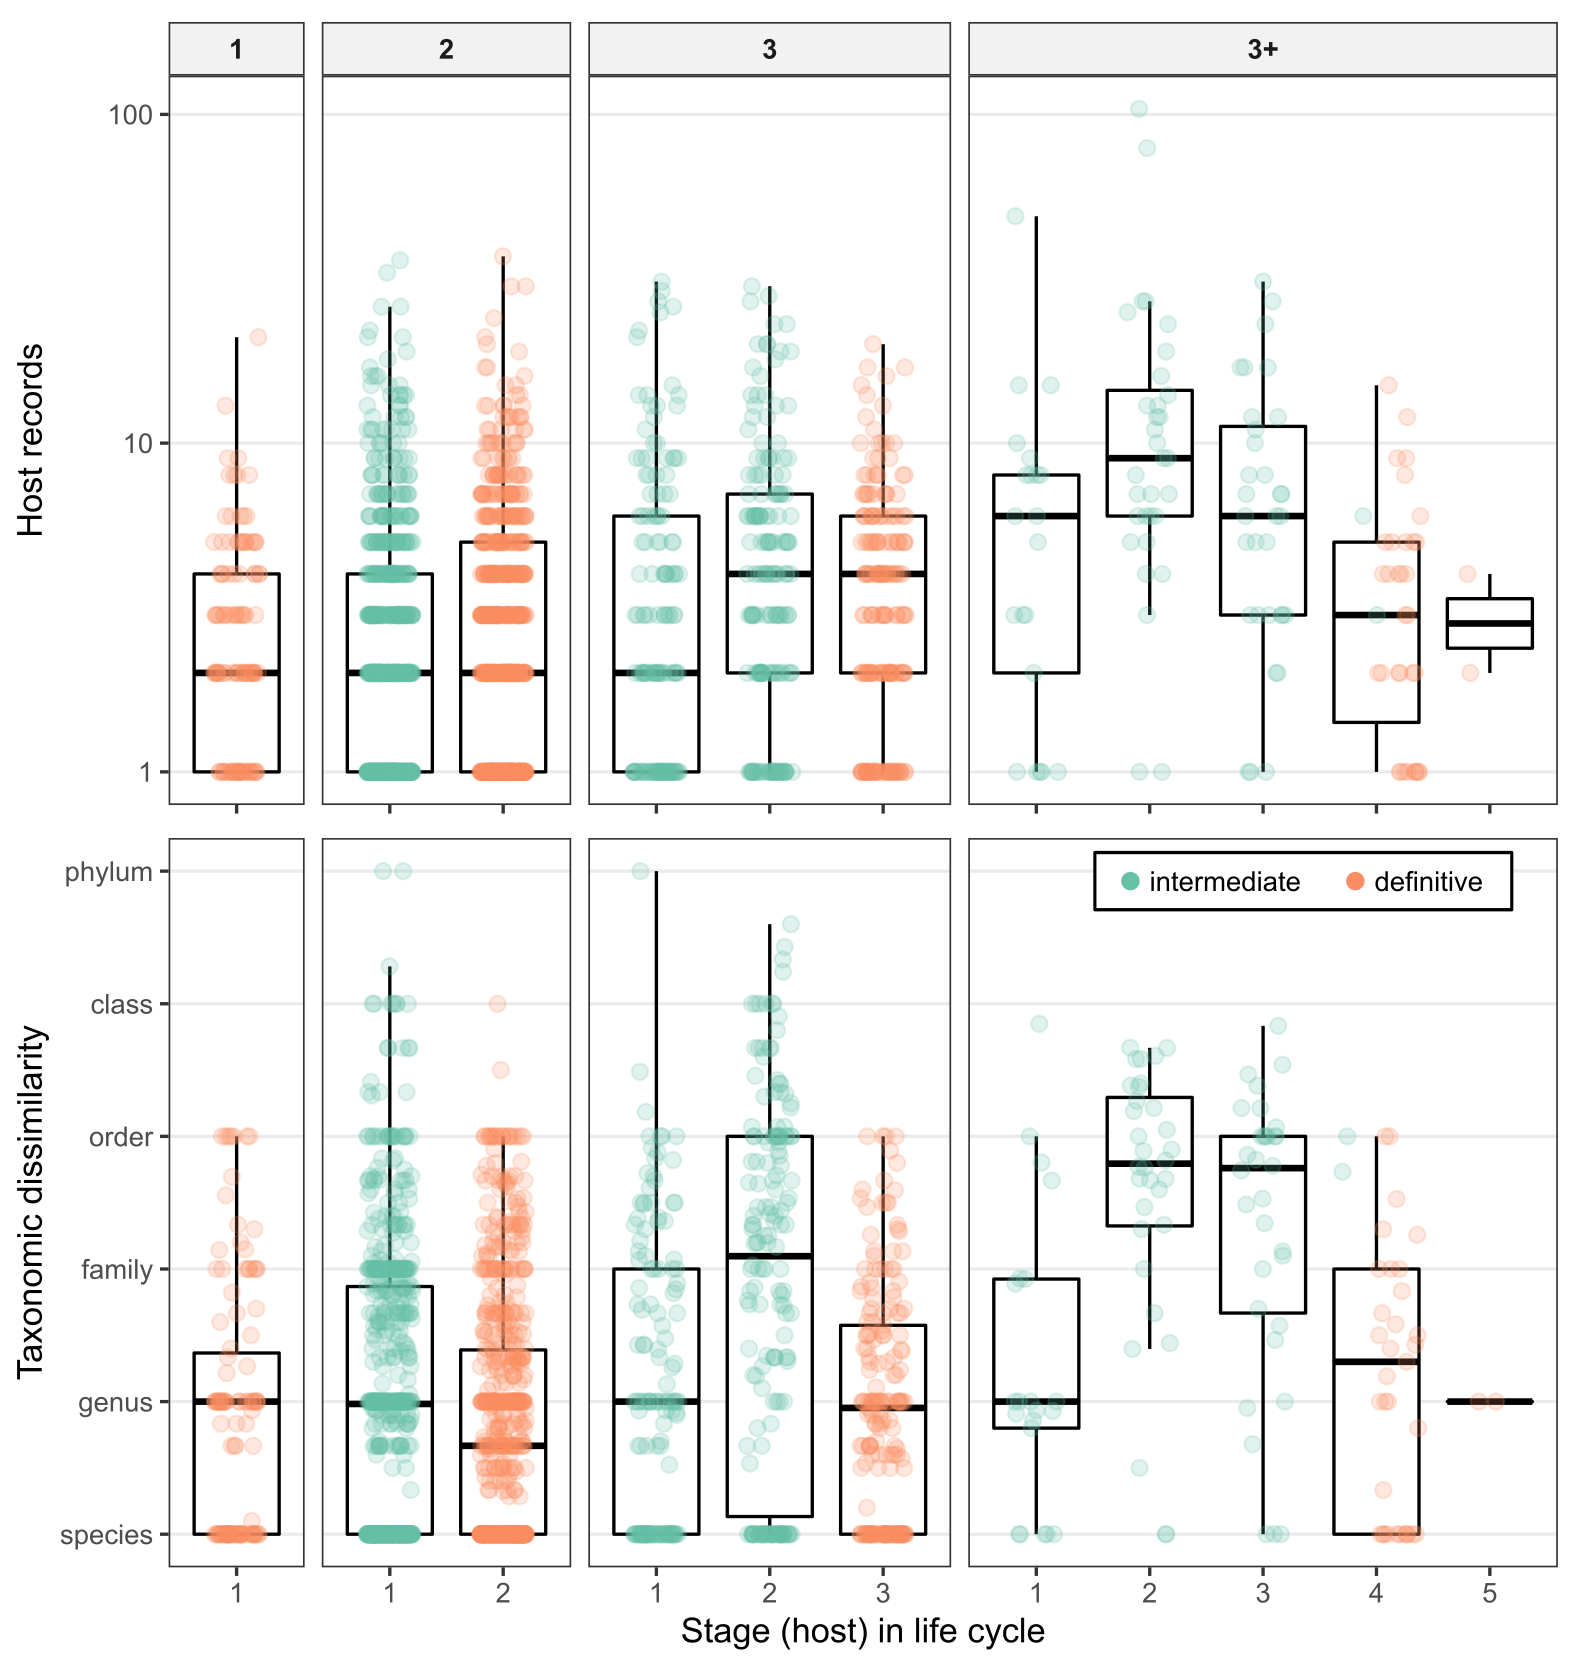 1 2 3 3+
100
10
1
Host records
phylum
class
order
family
genus
species
Taxonomic dissimilarity
intermediate definitive
1 1 2 1 2 3 1 2 3 4 5
Stage (host) in life cycle